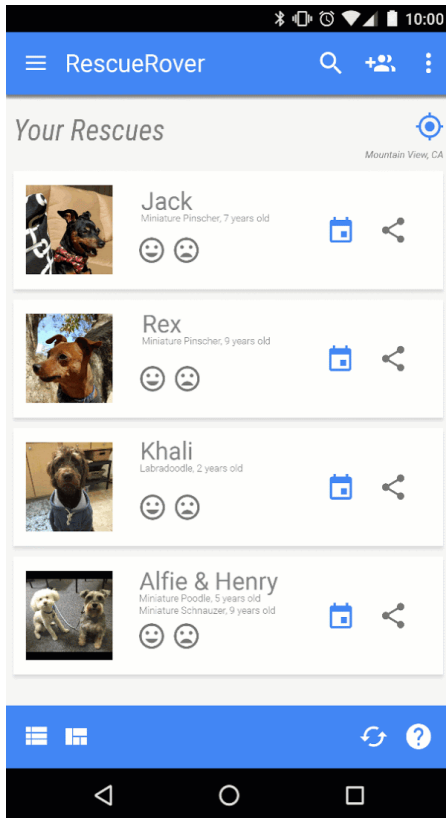 10:00
RescueRover
Your Rescues
Mountain View, CA
Jack
Miniature Pinscher, 7 years old
Rex
Miniature Pinscher, 9 years old
Khali
Labradoodle, 2 years old
Alfie & Henry
Miniature Poodle, 5 years old
Miniature Schnauzer, 9 years old